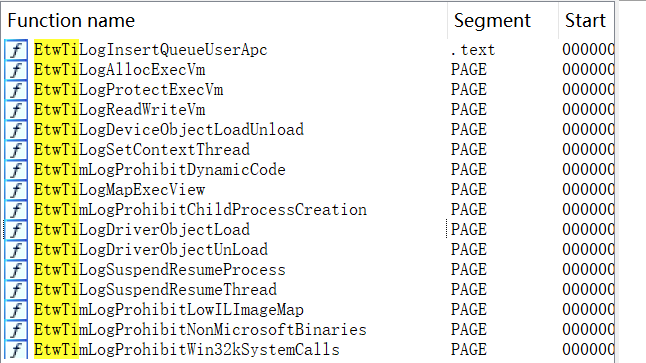 Function name Segment Start
f EtwTiLogInsertQueueUserApc .text 000000
f EtwTiLogAllocExecVm PAGE 000000
f EtwTiLogProtectExecVm PAGE 000000
f EtwTiLogReadWriteVm PAGE 000000
f EtwTiLogDeviceObjectLoadUnload PAGE 000000
f EtwTiLogSetContextThread PAGE 000000
f EtwTimLogProhibitDynamicCode PAGE 000000
f EtwTiLogMapExecView PAGE 000000
f EtwTimLogProhibitChildProcessCreation PAGE 000000
f EtwTiLogDriverObjectLoad PAGE 000000
f EtwTiLogDriverObjectUnLoad PAGE 000000
f EtwTiLogSuspendResumeProcess PAGE 000000
f EtwTiLogSuspendResumeThread PAGE 000000
f EtwTimLogProhibitLowILImageMap PAGE 000000
f EtwTimLogProhibitNonMicrosoftBinaries PAGE 000000
f EtwTimLogProhibitWin32kSystemCalls PAGE 000000